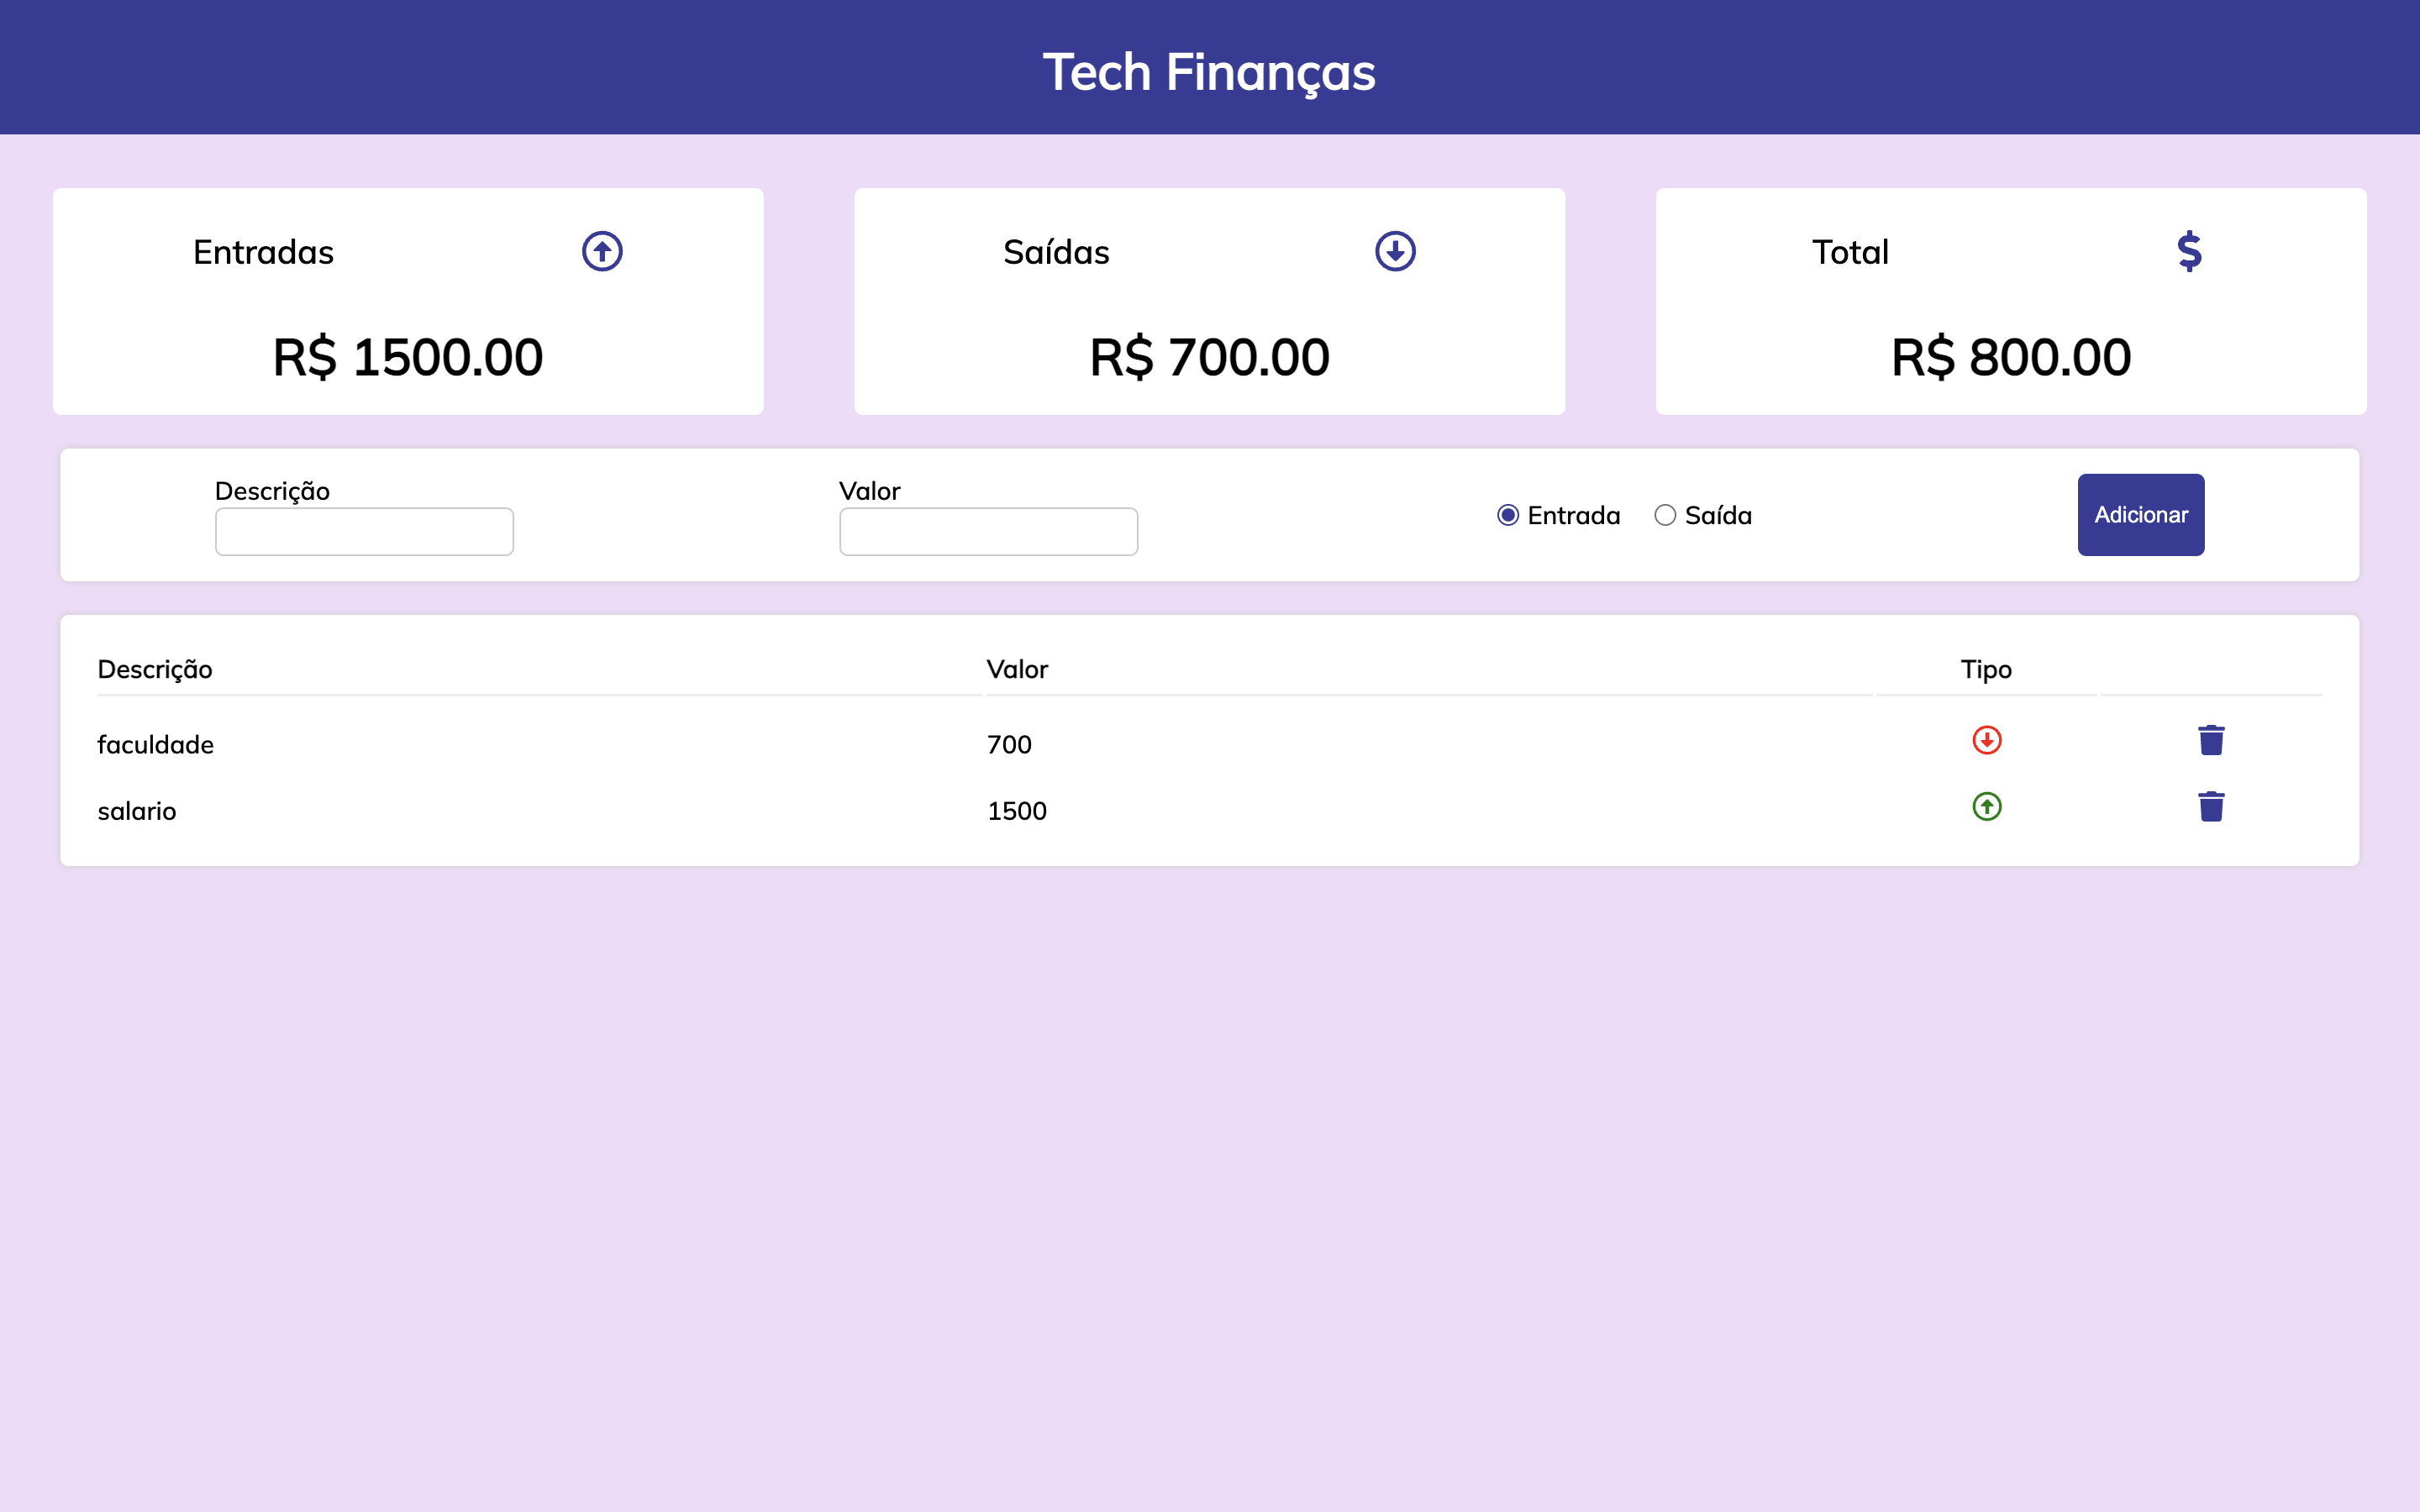 Tech Finanças
Entradas
R$ 1500.00
Saídas
R$ 700.00
Total
$
R$ 800.00
Descrição
Valor
Entrada
Saída
Adicionar
Descrição Valor Tipo
faculdade 700
salario 1500